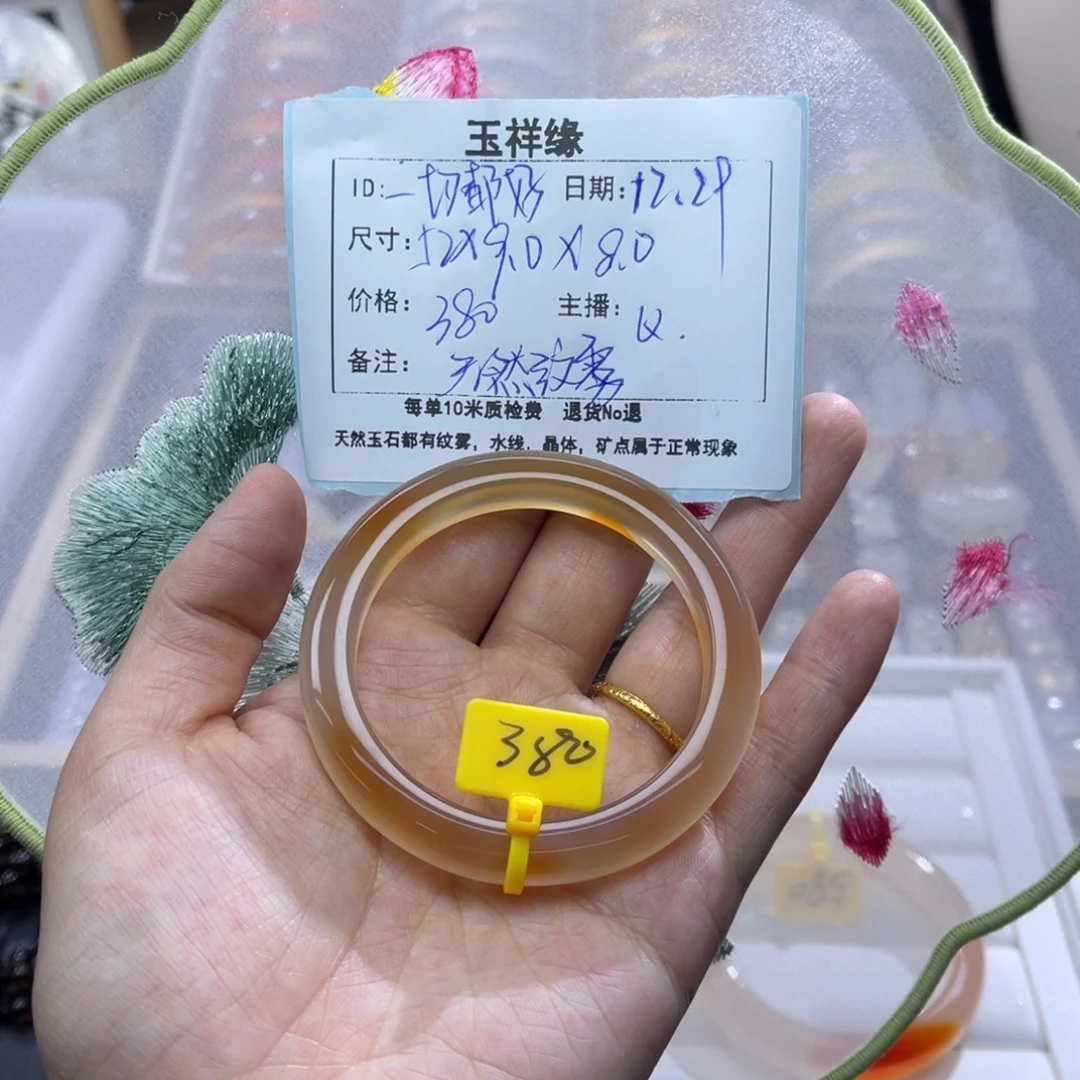 玉祥缘
ID:一切都好 日期:12.29
尺寸:52X9.0X8.0
价格:380 主播:
备注:天然纹雾
每单10米质检费 退货No退
天然玉石都有纹雾，水线，晶体，矿点属于正常现象
380